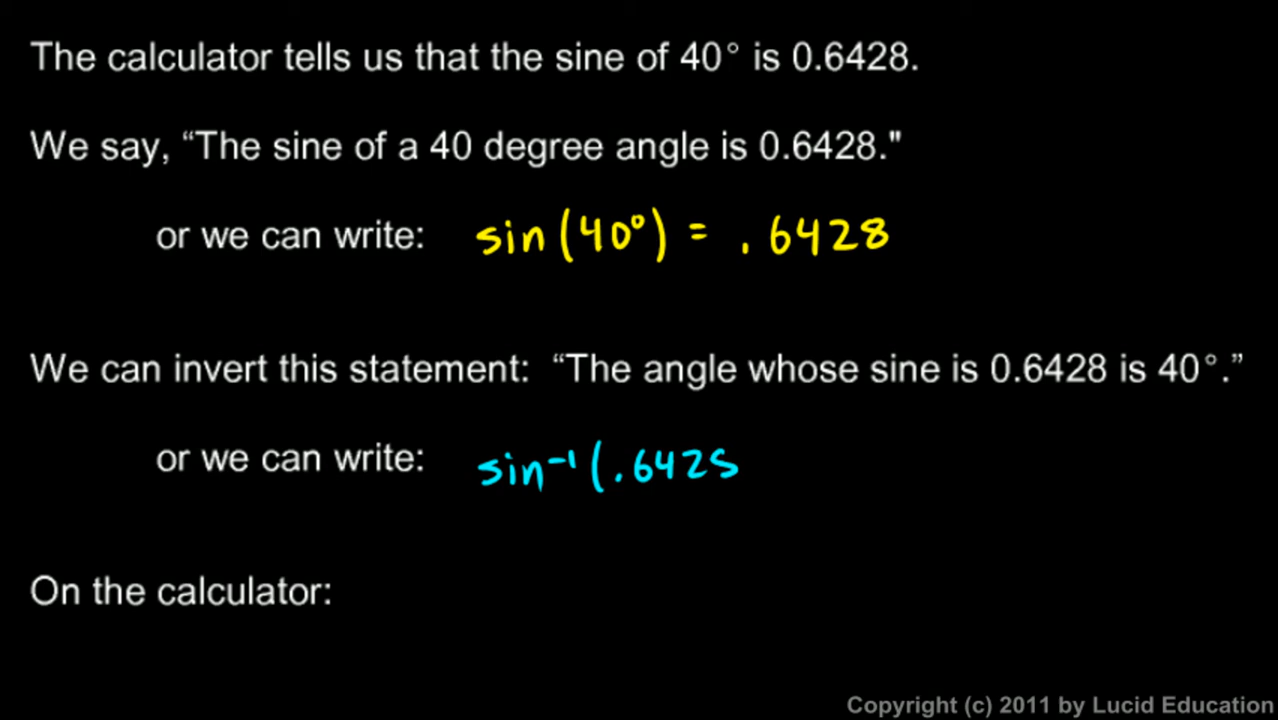 The calculator tells us that the sine of 40° is 0.6428.
We say, “The sine of a 40 degree angle is 0.6428."
or we can write: sin(40°) = .6428
We can invert this statement: “The angle whose sine is 0.6428 is 40°.”
or we can write: sin⁻¹(.642S
On the calculator:
Copyright (c) 2011 by Lucid Education